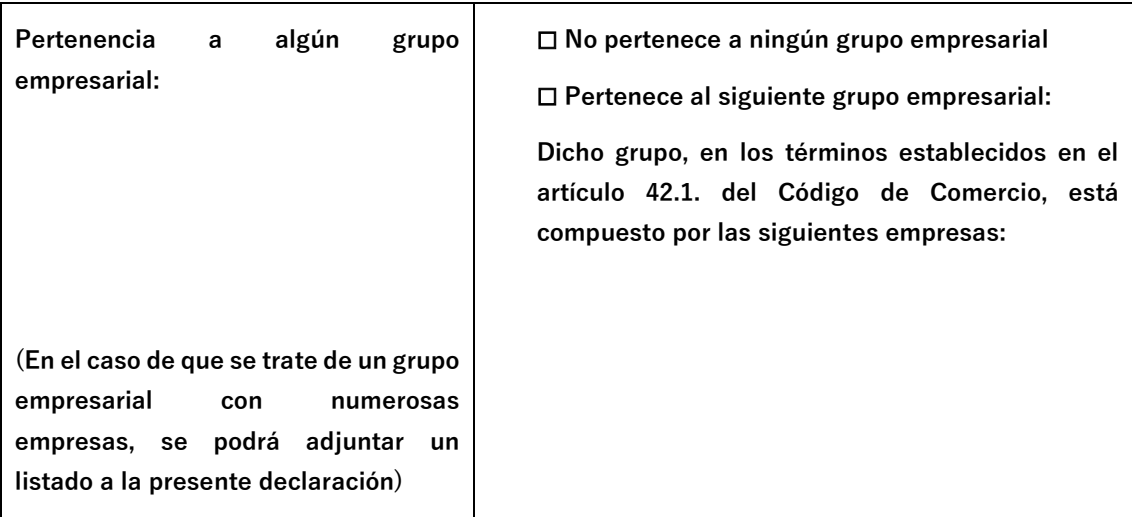 Pertenencia a algún grupo
empresarial:
(En el caso de que se trate de un grupo
empresarial con numerosas
empresas, se podrá adjuntar un
listado a la presente declaración)
☐ No pertenece a ningún grupo empresarial
☐ Pertenece al siguiente grupo empresarial:
Dicho grupo, en los términos establecidos en el
artículo 42.1. del Código de Comercio, está
compuesto por las siguientes empresas: